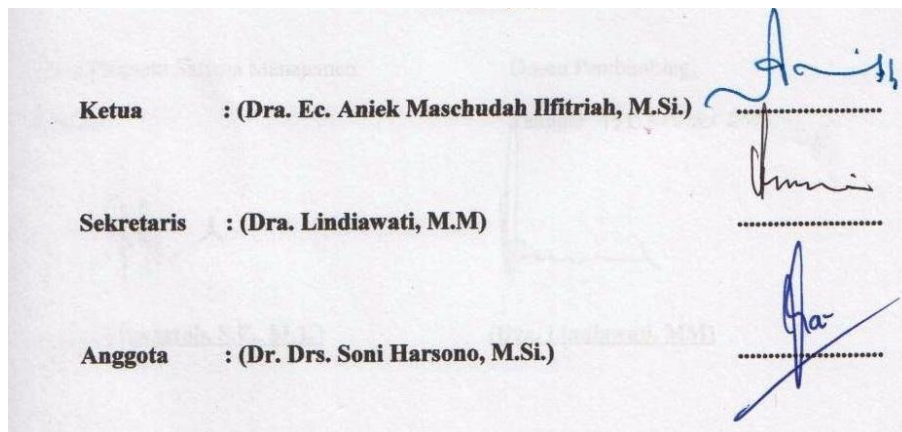 Ketua : (Dra. Ec. Aniek Maschudah Ilfitriah, M.Si.) ........................
Sekretaris : (Dra. Lindiawati, M.M) ........................
Anggota : (Dr. Drs. Soni Harsono, M.Si.) ........................